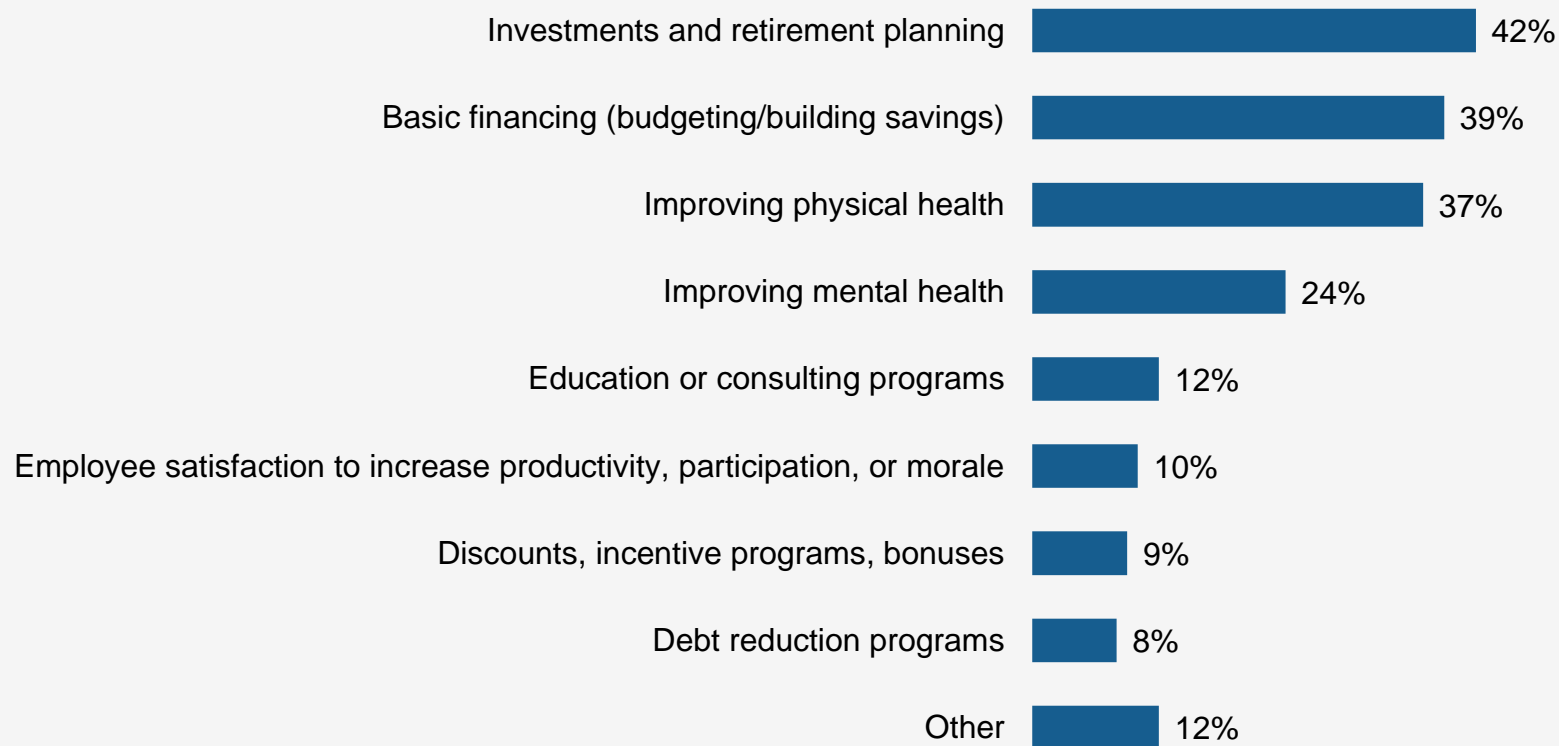 Investments and retirement planning 42%
Basic financing (budgeting/building savings) 39%
Improving physical health 37%
Improving mental health 24%
Education or consulting programs 12%
Employee satisfaction to increase productivity, participation, or morale 10%
Discounts, incentive programs, bonuses 9%
Debt reduction programs 8%
Other 12%